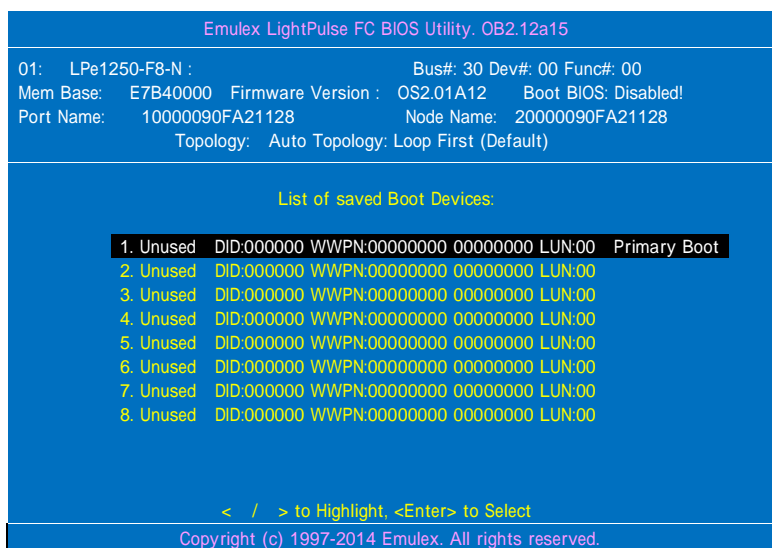 Emulex LightPulse FC BIOS Utility. OB2.12a15
01: LPe1250-F8-N : Bus#: 30 Dev#: 00 Func#: 00
Mem Base: E7B40000 Firmware Version : OS2.01A12 Boot BIOS: Disabled!
Port Name: 10000090FA21128 Node Name: 20000090FA21128
Topology: Auto Topology: Loop First (Default)
List of saved Boot Devices:
1. Unused DID:000000 WWPN:00000000 00000000 LUN:00 Primary Boot
2. Unused DID:000000 WWPN:00000000 00000000 LUN:00
3. Unused DID:000000 WWPN:00000000 00000000 LUN:00
4. Unused DID:000000 WWPN:00000000 00000000 LUN:00
5. Unused DID:000000 WWPN:00000000 00000000 LUN:00
6. Unused DID:000000 WWPN:00000000 00000000 LUN:00
7. Unused DID:000000 WWPN:00000000 00000000 LUN:00
8. Unused DID:000000 WWPN:00000000 00000000 LUN:00
< / > to Highlight, <Enter> to Select
Copyright (c) 1997-2014 Emulex. All rights reserved.